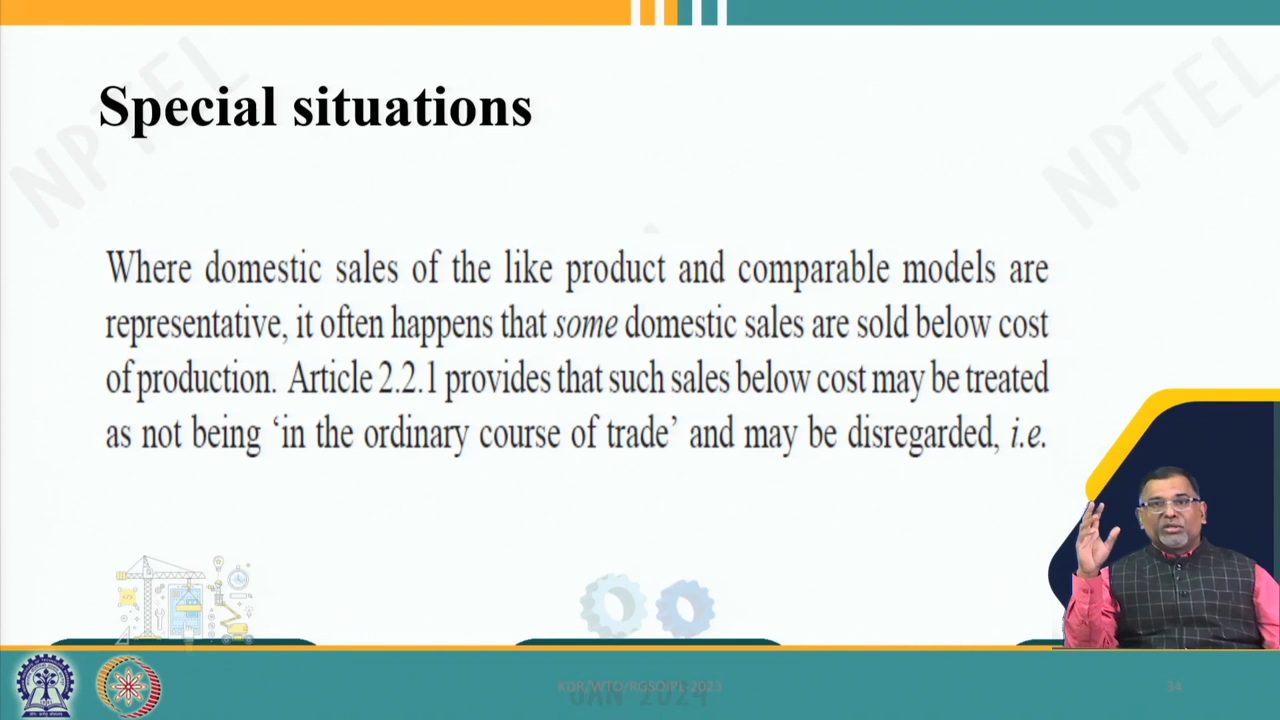 NPTEL
NPTEL
Special situations
Where domestic sales of the like product and comparable models are
representative, it often happens that some domestic sales are sold below cost
of production. Article 2.2.1 provides that such sales below cost may be treated
as not being ‘in the ordinary course of trade’ and may be disregarded, i.e.
KDR/WTO/RGSOIPL-2023
JAN 2024
34